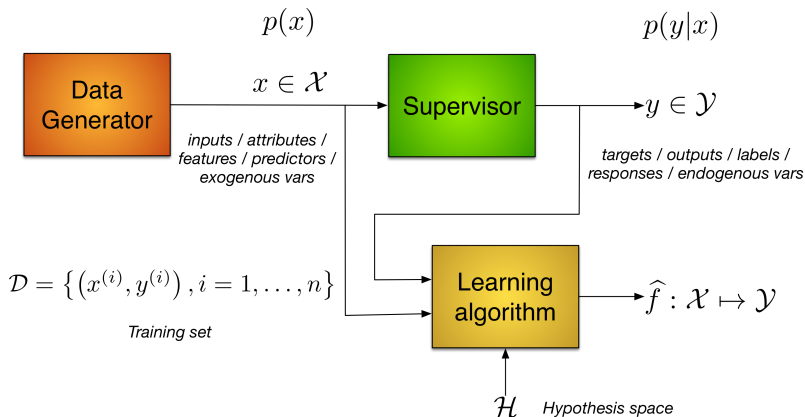 p(x)
p(y|x)
Data
Generator
x ∈ 𝒳
Supervisor
y ∈ 𝒴
inputs / attributes /
features / predictors /
exogenous vars
targets / outputs / labels /
responses / endogenous vars
𝒟 = {(x⁽ⁱ⁾, y⁽ⁱ⁾), i = 1, . . . , n}
Training set
Learning
algorithm
f̂ : 𝒳 ↦ 𝒴
ℋ
Hypothesis space